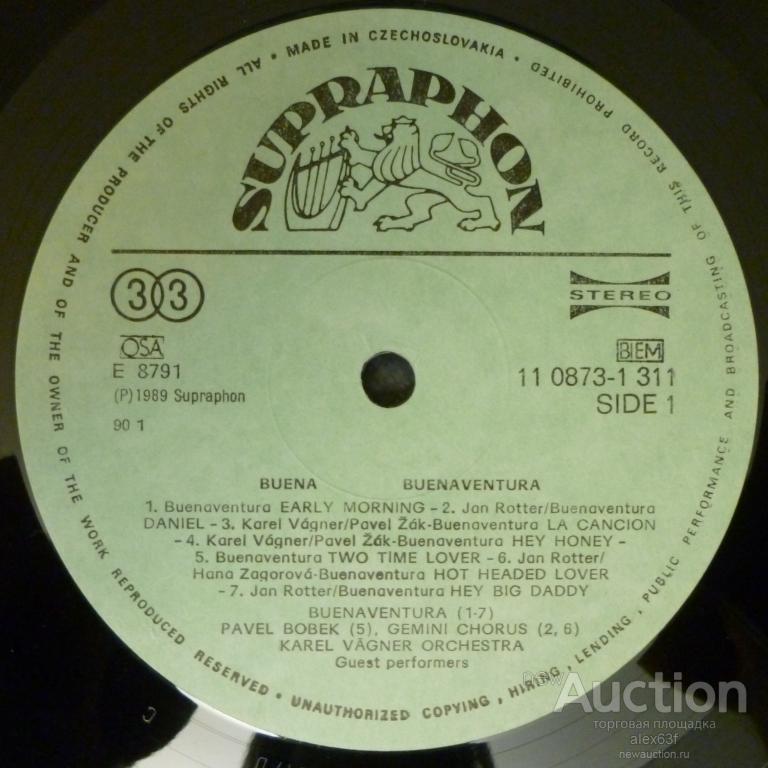 • MADE IN CZECHOSLOVAKIA •
ALL RIGHTS OF THE PRODUCER AND OF THE OWNER OF THE WORK REPRODUCED RESERVED • UNAUTHORIZED COPYING, HIRING, LENDING, PUBLIC PERFORMANCE AND BROADCASTING OF THIS RECORD PROHIBITED
SUPRAPHON
33
STEREO
OSA
BIEM
E 8791
11 0873-1 311
(P)1989 Supraphon
SIDE 1
90 1
BUENA BUENAVENTURA
1. Buenaventura EARLY MORNING – 2. Jan Rotter/Buenaventura
DANIEL – 3. Karel Vágner/Pavel Žák-Buenaventura LA CANCION
– 4. Karel Vágner/Pavel Žák-Buenaventura HEY HONEY –
5. Buenaventura TWO TIME LOVER – 6. Jan Rotter/
Hana Zagorová-Buenaventura HOT HEADED LOVER
– 7. Jan Rotter/Buenaventura HEY BIG DADDY
BUENAVENTURA (1-7)
PAVEL BOBEK (5), GEMINI CHORUS (2, 6)
KAREL VÁGNER ORCHESTRA
Guest performers
new Auction
торговая площадка
alex63f
newauction.ru